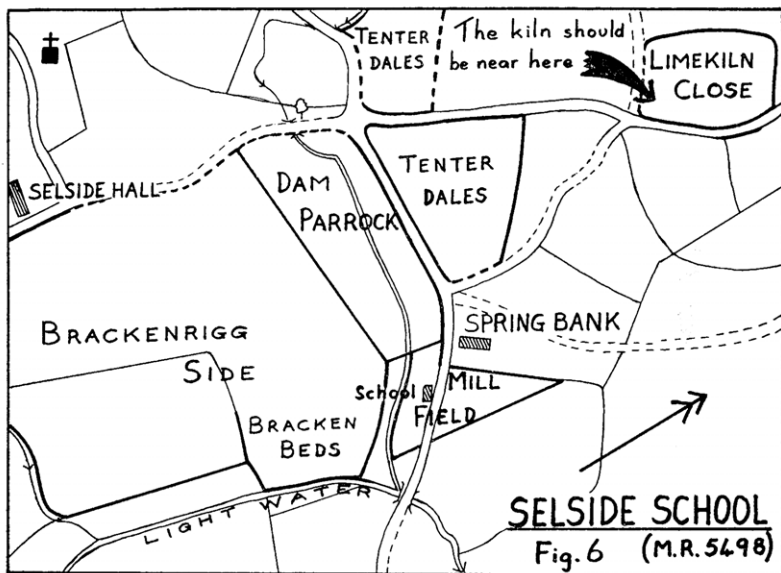 TENTER
DALES
The kiln should
be near here
LIMEKILN
CLOSE
SELSIDE HALL
DAM
PARROCK
TENTER
DALES
BRACKENRIGG
SIDE
SPRING BANK
School
MILL
FIELD
BRACKEN
BEDS
LIGHT WATER
SELSIDE SCHOOL
Fig. 6 (M.R. 5498)